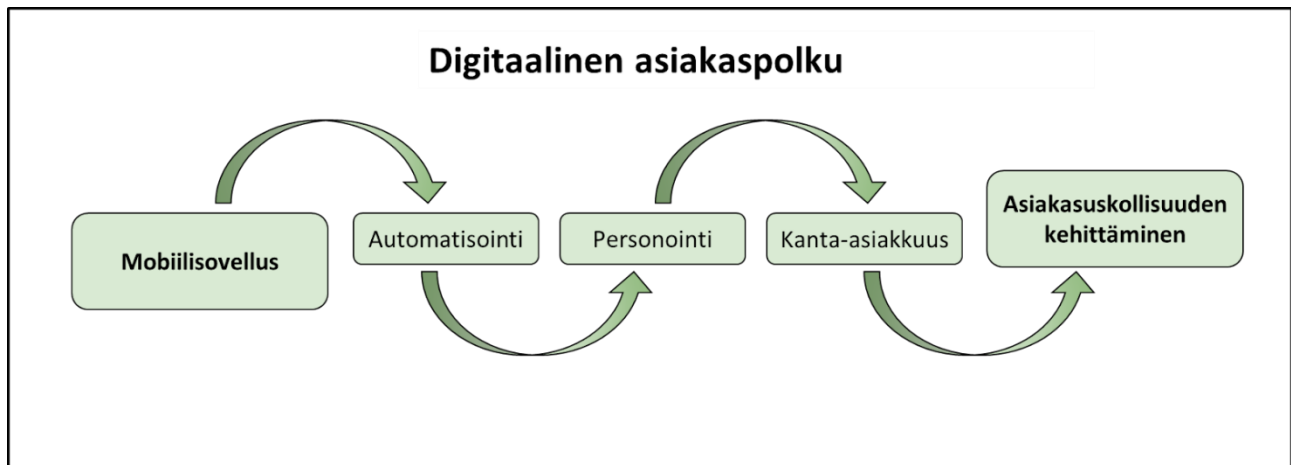 Digitaalinen asiakaspolku
Mobiilisovellus
Automatisointi
Personointi
Kanta-asiakkuus
Asiakasuskollisuuden
kehittäminen